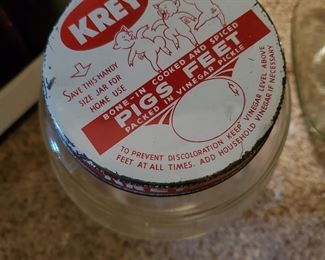 KREY
SAVE THIS HANDY
SIZE JAR FOR
HOME USE
BONE-IN COOKED AND SPICED
PIGS FEET
PACKED IN VINEGAR PICKLE
TO PREVENT DISCOLORATION KEEP VINEGAR LEVEL ABOVE
FEET AT ALL TIMES. ADD HOUSEHOLD VINEGAR IF NECESSARY